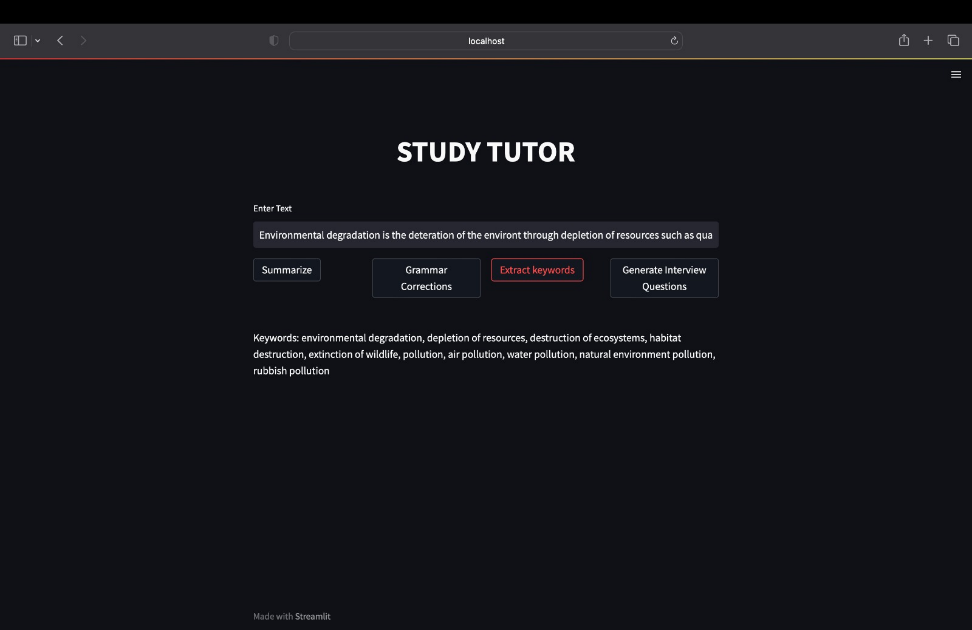 localhost
STUDY TUTOR
Enter Text
Environmental degradation is the deteration of the environt through depletion of resources such as qua
Summarize
Grammar
Corrections
Extract keywords
Generate Interview
Questions
Keywords: environmental degradation, depletion of resources, destruction of ecosystems, habitat
destruction, extinction of wildlife, pollution, air pollution, water pollution, natural environment pollution,
rubbish pollution
Made with Streamlit